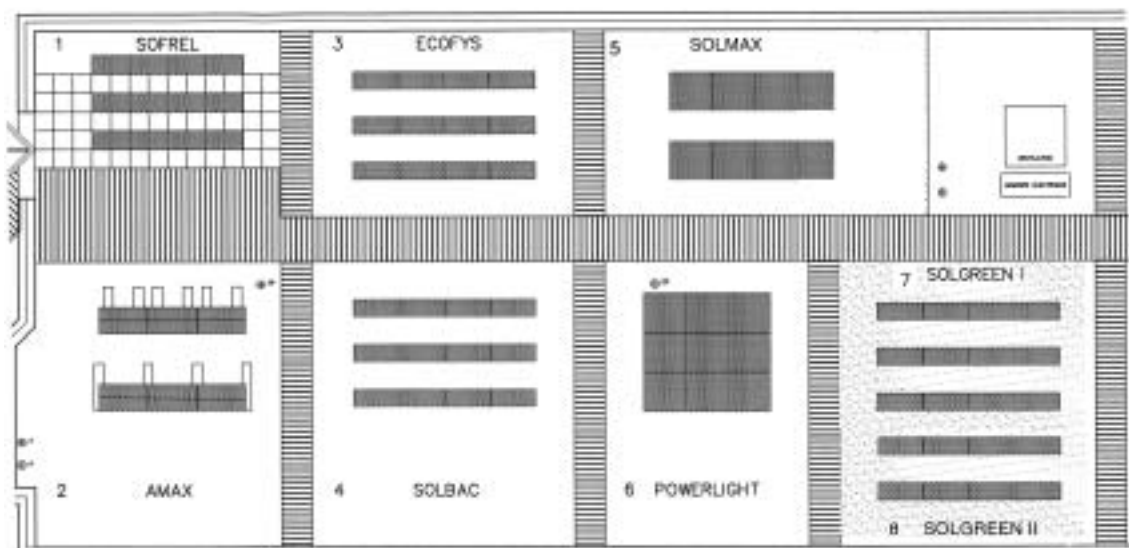 1 SOFREL
3 ECOFYS
5 SOLMAX
7 SOLGREEN I
2 AMAX
4 SOLBAC
6 POWERLIGHT
8 SOLGREEN II